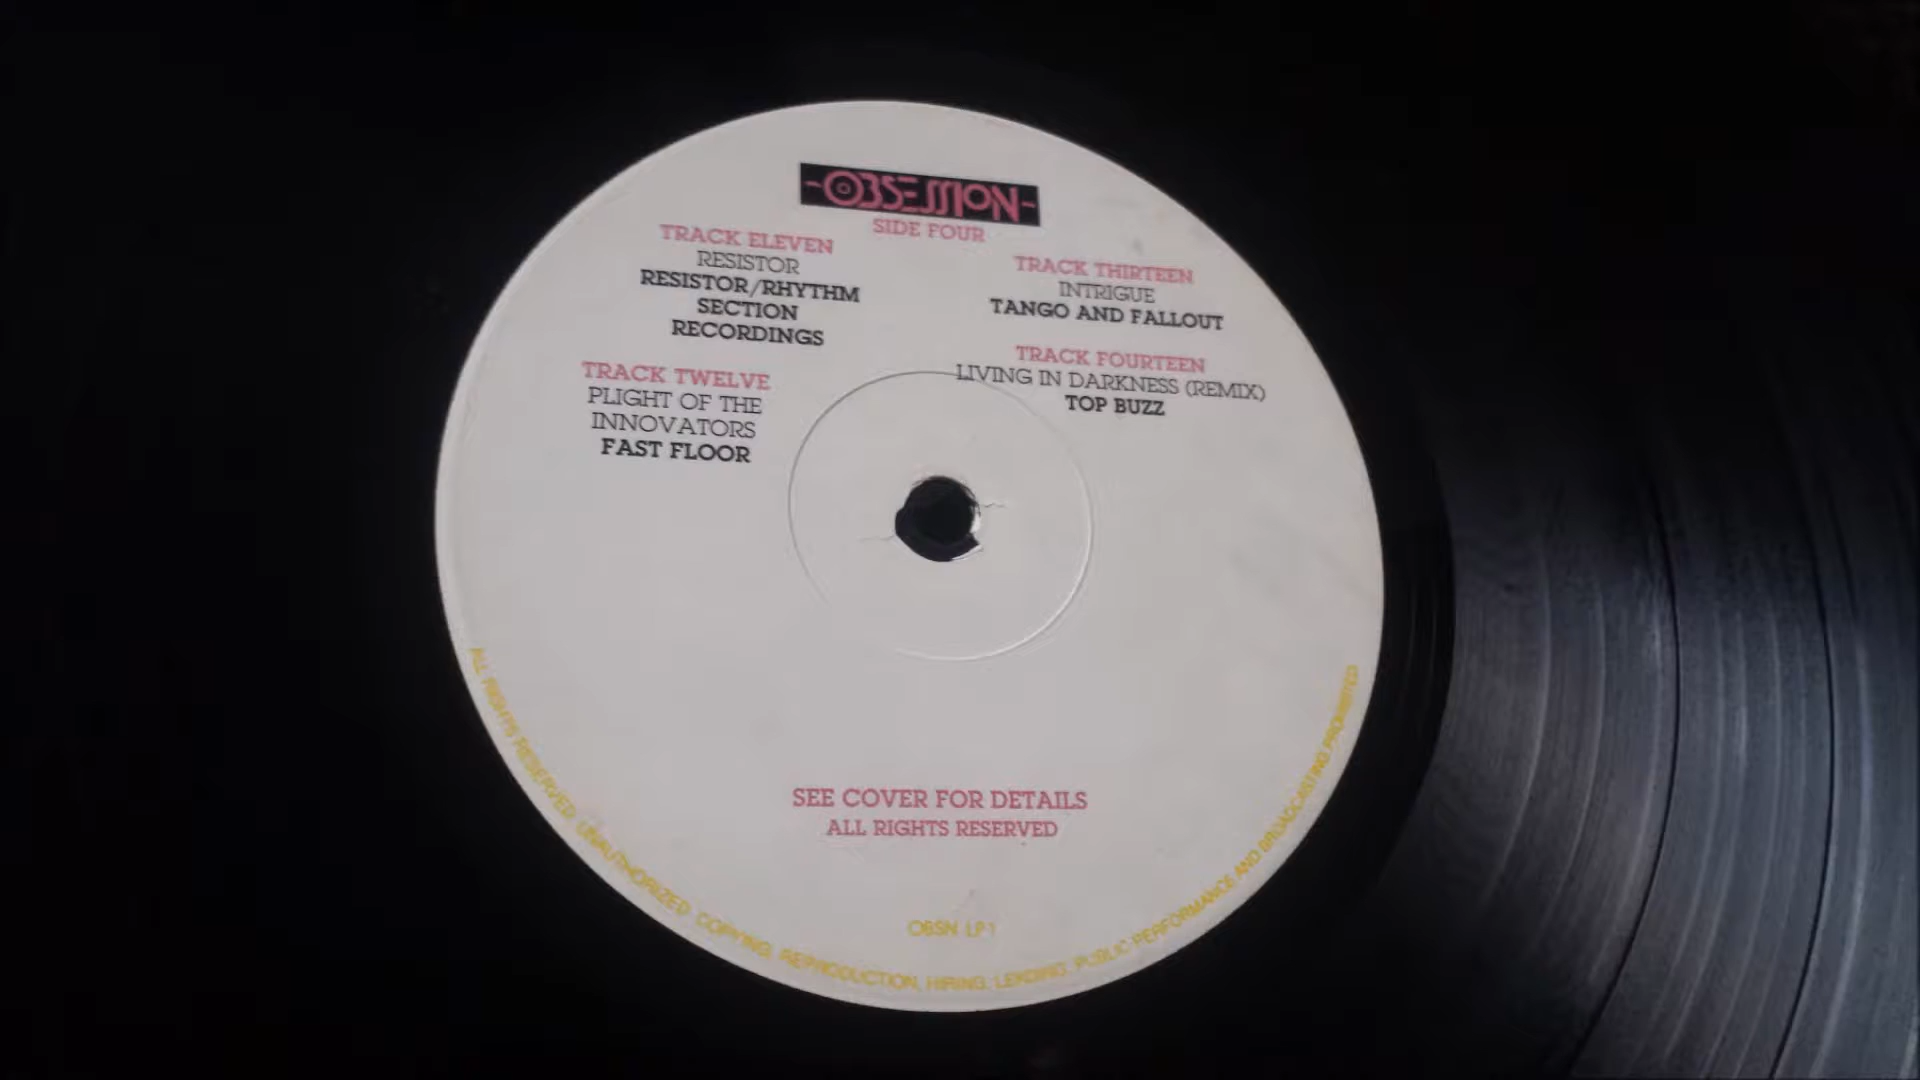 -OBSESSION-
SIDE FOUR
TRACK ELEVEN
RESISTOR
RESISTOR/RHYTHM
SECTION
RECORDINGS
TRACK TWELVE
PLIGHT OF THE
INNOVATORS
FAST FLOOR
TRACK THIRTEEN
INTRIGUE
TANGO AND FALLOUT
TRACK FOURTEEN
LIVING IN DARKNESS (REMIX)
TOP BUZZ
SEE COVER FOR DETAILS
ALL RIGHTS RESERVED
OBSN LP1
ALL RIGHTS RESERVED. UNAUTHORIZED COPYING, REPRODUCTION, HIRING, LENDING, PUBLIC PERFORMANCE AND BROADCASTING PROHIBITED